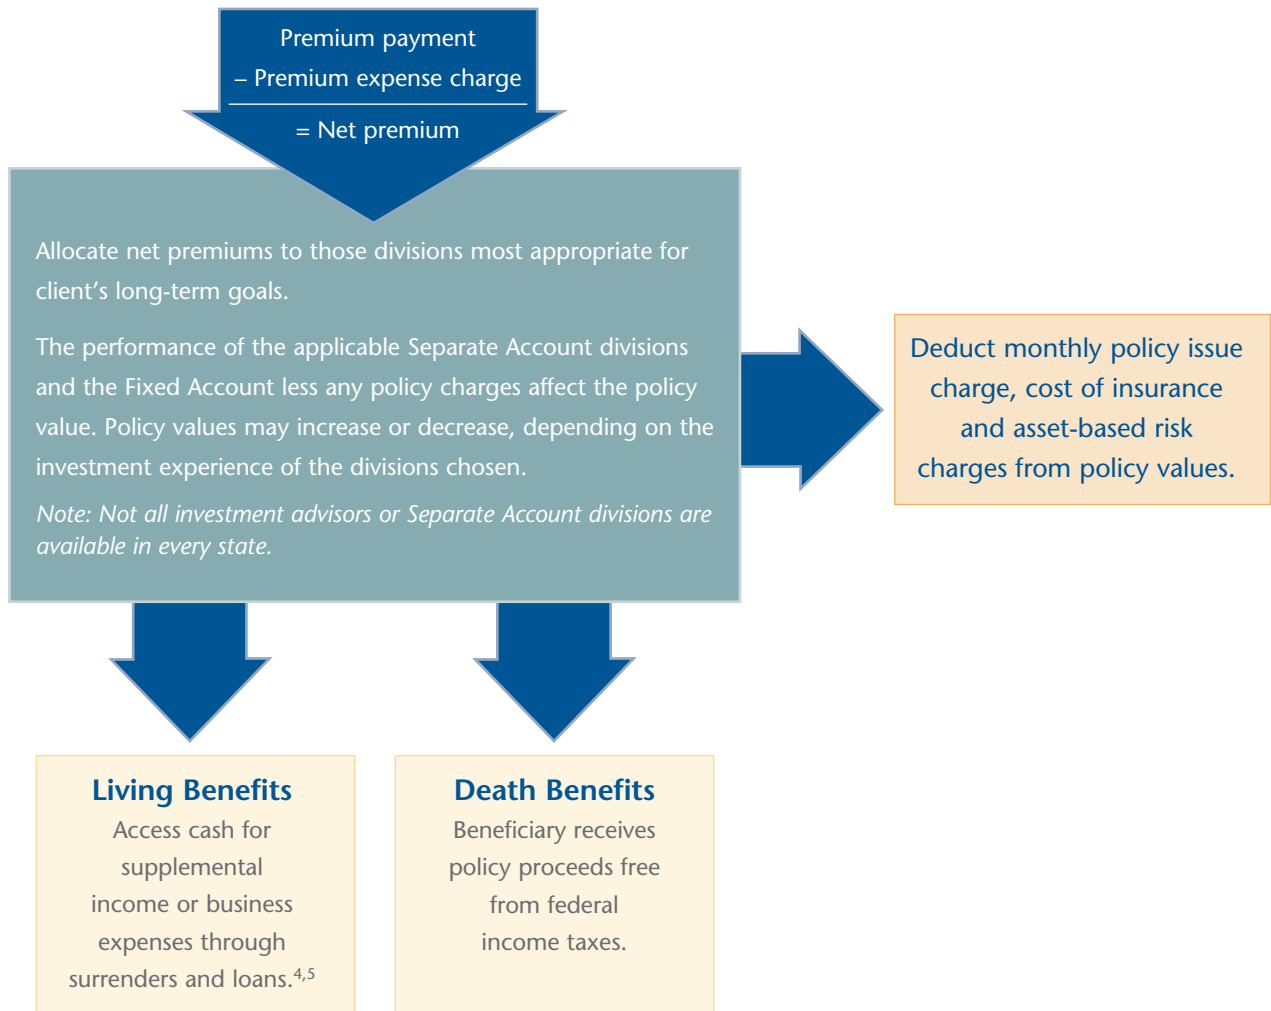 Premium payment
– Premium expense charge
= Net premium
Allocate net premiums to those divisions most appropriate for
client’s long-term goals.
The performance of the applicable Separate Account divisions
and the Fixed Account less any policy charges affect the policy
value. Policy values may increase or decrease, depending on the
investment experience of the divisions chosen.
Note: Not all investment advisors or Separate Account divisions are
available in every state.
Deduct monthly policy issue
charge, cost of insurance
and asset-based risk
charges from policy values.
Living Benefits
Access cash for
supplemental
income or business
expenses through
surrenders and loans.4,5
Death Benefits
Beneficiary receives
policy proceeds free
from federal
income taxes.